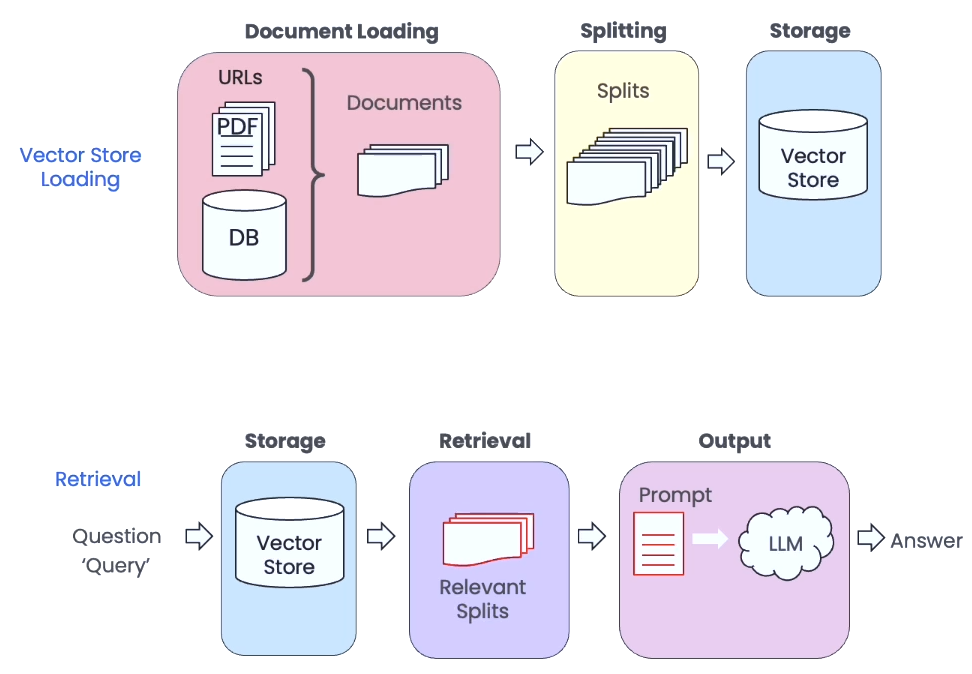 Document Loading
Splitting
Storage
URLs
PDF
DB
Documents
Splits
Vector
Store
Vector Store
Loading
Storage
Retrieval
Output
Retrieval
Question
‘Query’
Vector
Store
Relevant
Splits
Prompt
LLM
Answer